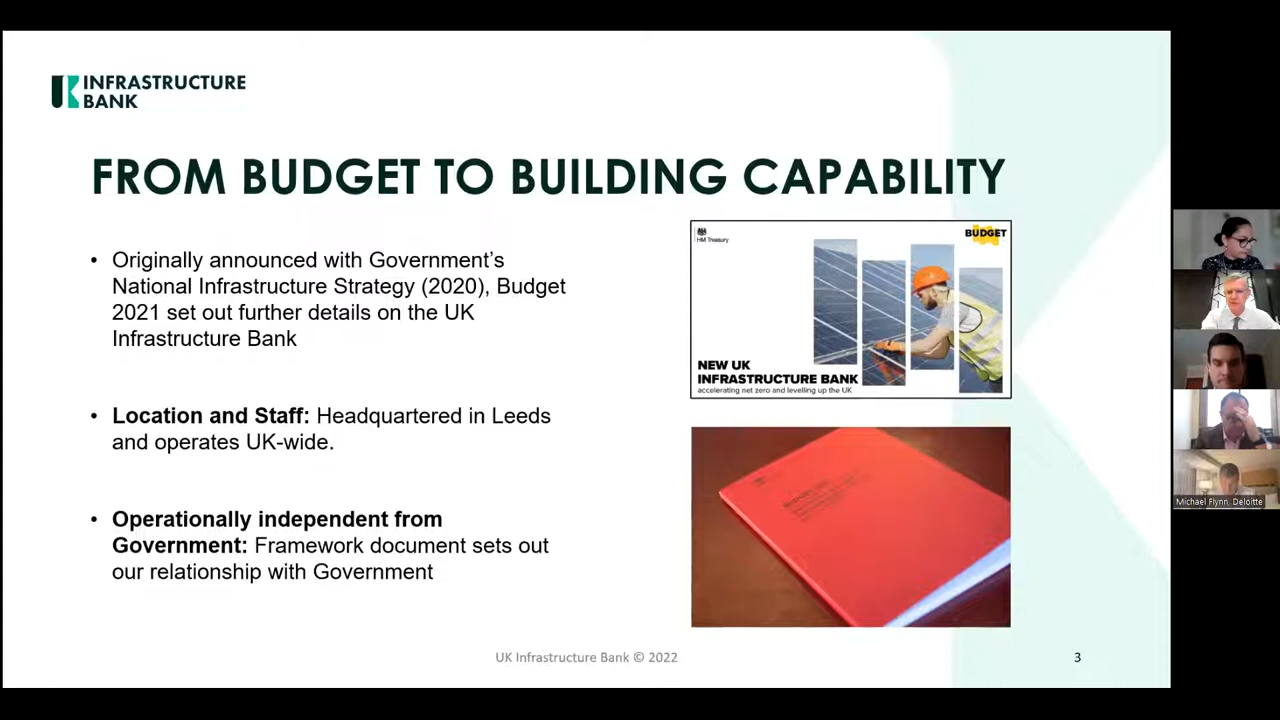 INFRASTRUCTURE
BANK
FROM BUDGET TO BUILDING CAPABILITY
• Originally announced with Government’s
National Infrastructure Strategy (2020), Budget
2021 set out further details on the UK
Infrastructure Bank
• Location and Staff: Headquartered in Leeds
and operates UK-wide.
• Operationally independent from
Government: Framework document sets out
our relationship with Government
HM Treasury
BUDGET
NEW UK
INFRASTRUCTURE BANK
accelerating net zero and levelling up the UK
UK Infrastructure Bank © 2022
3
Michael Flynn, Deloitte